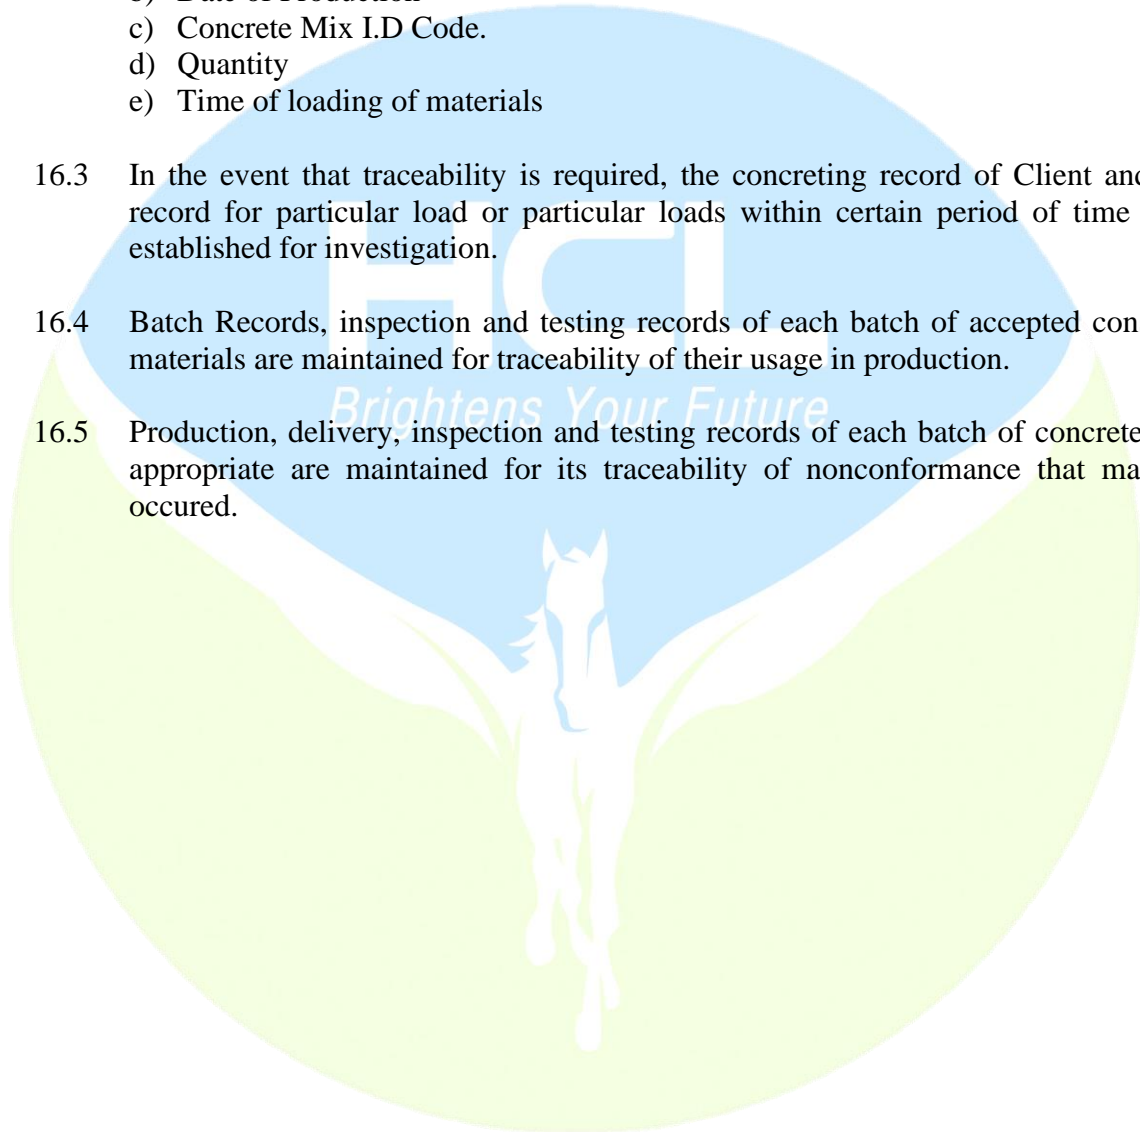 c) Concrete Mix I.D Code.
d) Quantity
e) Time of loading of materials
16.3 In the event that traceability is required, the concreting record of Client and
record for particular load or particular loads within certain period of time
established for investigation.
HCL
16.4 Batch Records, inspection and testing records of each batch of accepted con
materials are maintained for traceability of their usage in production.
Brightens Your Future
16.5 Production, delivery, inspection and testing records of each batch of concrete
appropriate are maintained for its traceability of nonconformance that ma
occured.